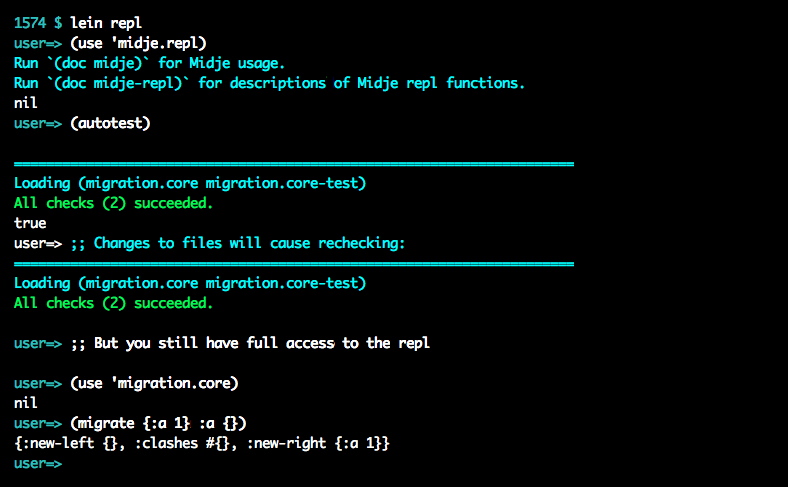 1574 $ lein repl
user=> (use 'midje.repl)
Run `(doc midje)` for Midje usage.
Run `(doc midje-repl)` for descriptions of Midje repl functions.
nil
user=> (autotest)
======================================================================
Loading (migration.core migration.core-test)
All checks (2) succeeded.
true
user=> ;; Changes to files will cause rechecking:
======================================================================
Loading (migration.core migration.core-test)
All checks (2) succeeded.
user=> ;; But you still have full access to the repl
user=> (use 'migration.core)
nil
user=> (migrate {:a 1} :a {})
{:new-left {}, :clashes #{}, :new-right {:a 1}}
user=>